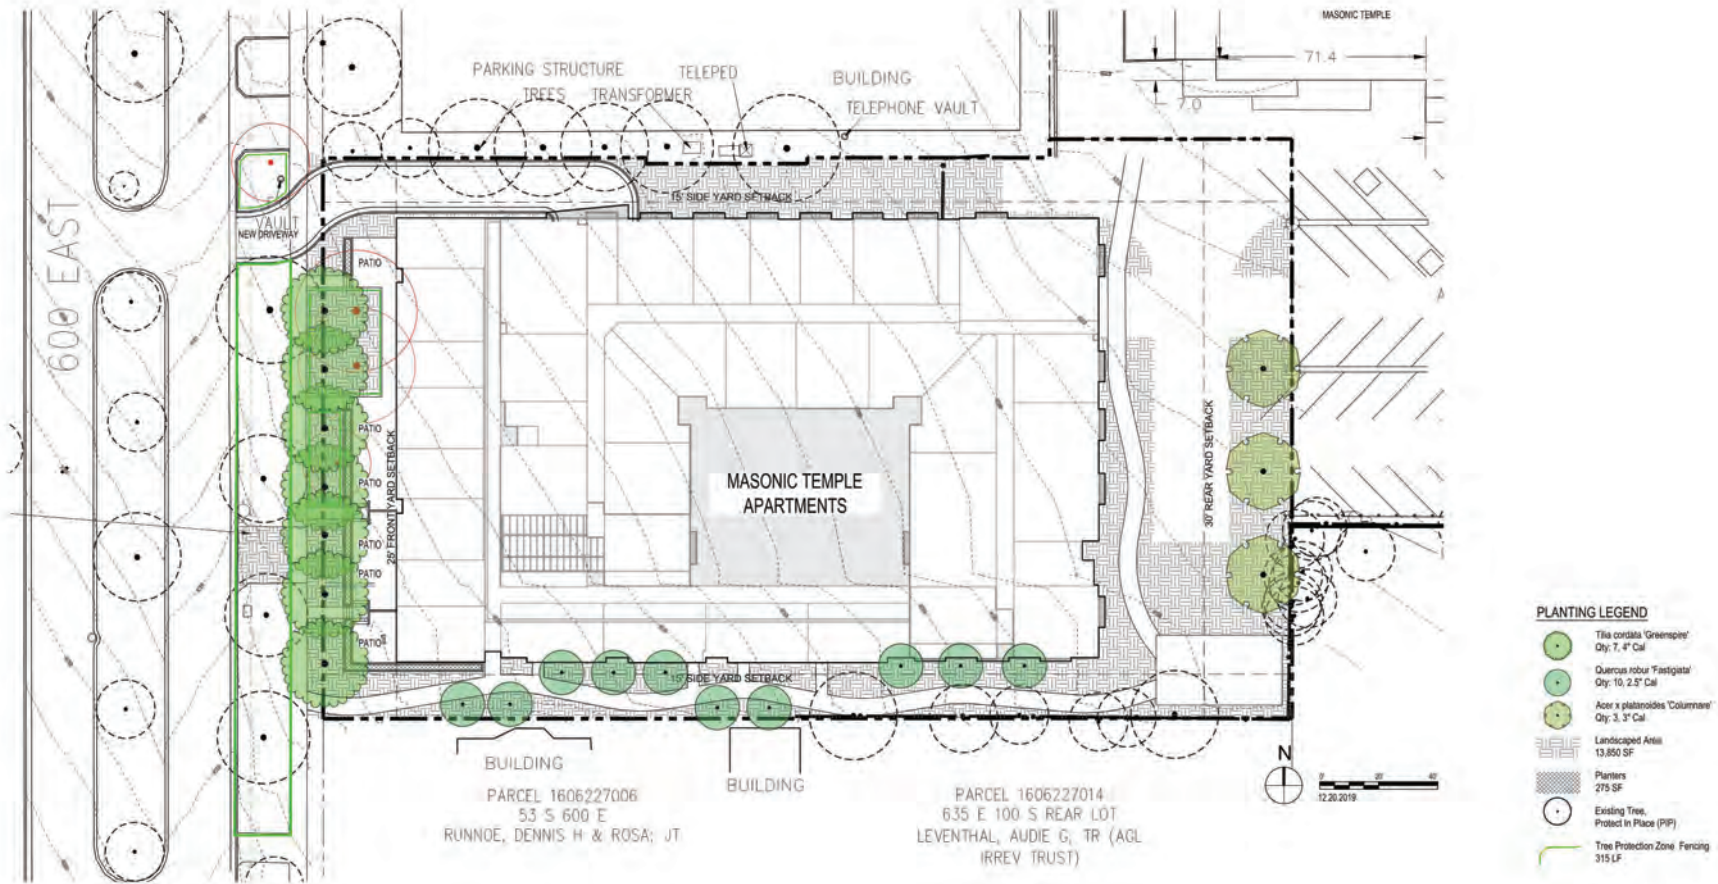 MASONIC TEMPLE
71.4
7.0
PARKING STRUCTURE
TREES
TRANSFORMER
TELEPED
BUILDING
TELEPHONE VAULT
15' SIDE YARD SETBACK
600 EAST
VAULT
NEW DRIVEWAY
PATIO
PATIO
PATIO
PATIO
PATIO
PATIO
25' FRONT YARD SETBACK
MASONIC TEMPLE
APARTMENTS
30' REAR YARD SETBACK
15' SIDE YARD SETBACK
BUILDING
PARCEL 1606227006
53 S 600 E
RUNNOE, DENNIS H & ROSA; JT
BUILDING
PARCEL 1606227014
635 E 100 S REAR LOT
LEVENTHAL, AUDIE G, TR (AGL
IRREV TRUST)
N
0' 20' 40'
12.20.2019
PLANTING LEGEND
Tilia cordata 'Greenspire'
Qty: 7, 4" Cal
Quercus robur 'Fastigiata'
Qty: 10, 2.5" Cal
Acer x platanoides 'Columnare'
Qty: 3, 3" Cal
Landscaped Area
13,850 SF
Planters
275 SF
Existing Tree,
Protect In Place (PIP)
Tree Protection Zone Fencing
315 LF